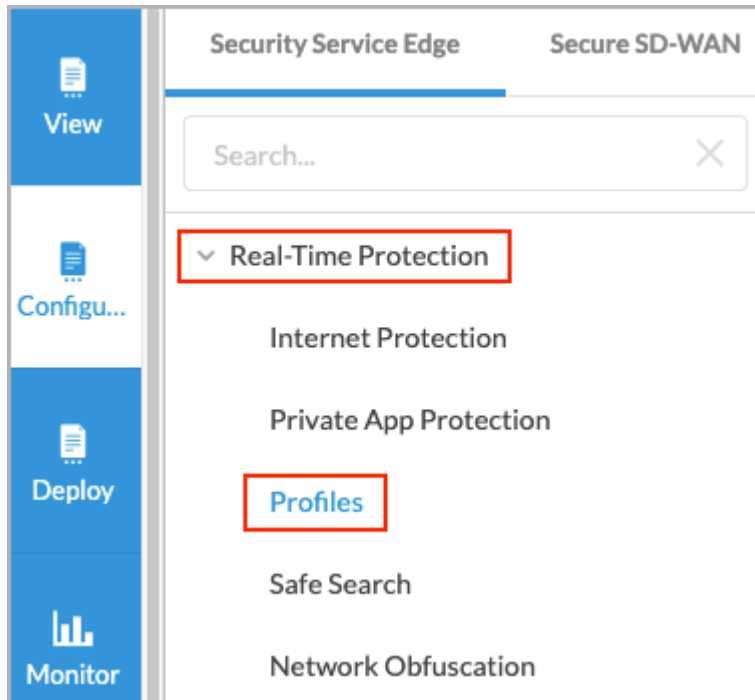 Security Service Edge
Secure SD-WAN
View
Search...
Real-Time Protection
Configu...
Internet Protection
Private App Protection
Deploy
Profiles
Safe Search
Monitor
Network Obfuscation